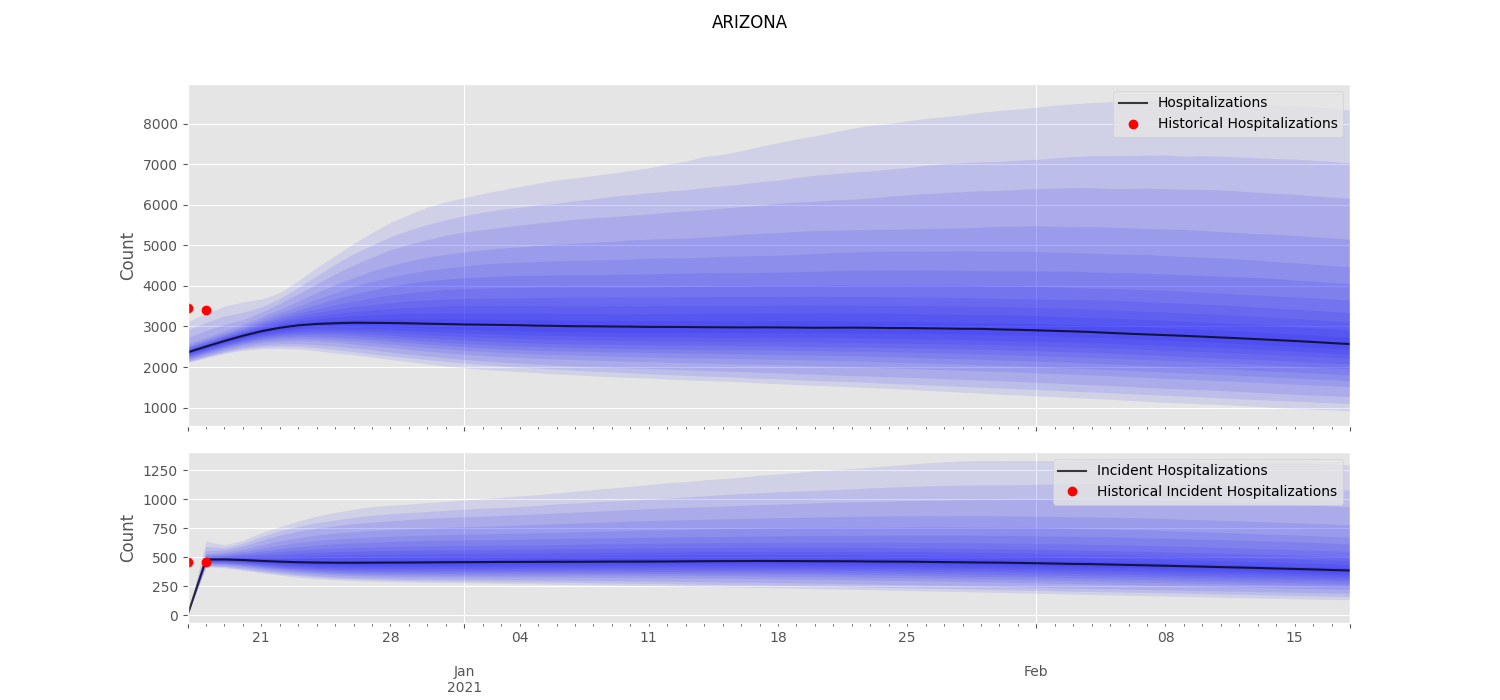 ARIZONA
Hospitalizations
Historical Hospitalizations
Count
8000
7000
6000
5000
4000
3000
2000
1000
Incident Hospitalizations
Historical Incident Hospitalizations
Count
1250
1000
750
500
250
0
21 28 04 11 18 25 08 15
Jan Feb
2021